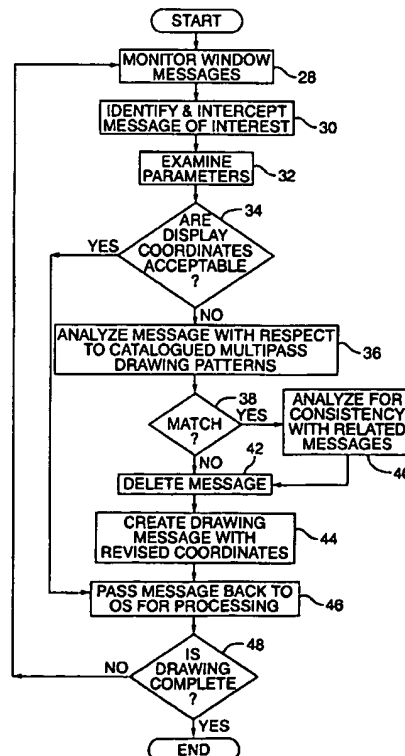 START
MONITOR WINDOW
MESSAGES
28
IDENTIFY & INTERCEPT
MESSAGE OF INTEREST
30
EXAMINE
PARAMETERS
32
34
ARE
DISPLAY
COORDINATES
ACCEPTABLE
?
YES
NO
ANALYZE MESSAGE WITH RESPECT
TO CATALOGUED MULTIPASS
DRAWING PATTERNS
36
38
MATCH
?
YES
NO
ANALYZE FOR
CONSISTENCY
WITH RELATED
MESSAGES
40
42
DELETE MESSAGE
CREATE DRAWING
MESSAGE WITH
REVISED COORDINATES
44
PASS MESSAGE BACK TO
OS FOR PROCESSING
46
48
IS
DRAWING
COMPLETE
?
NO
YES
END